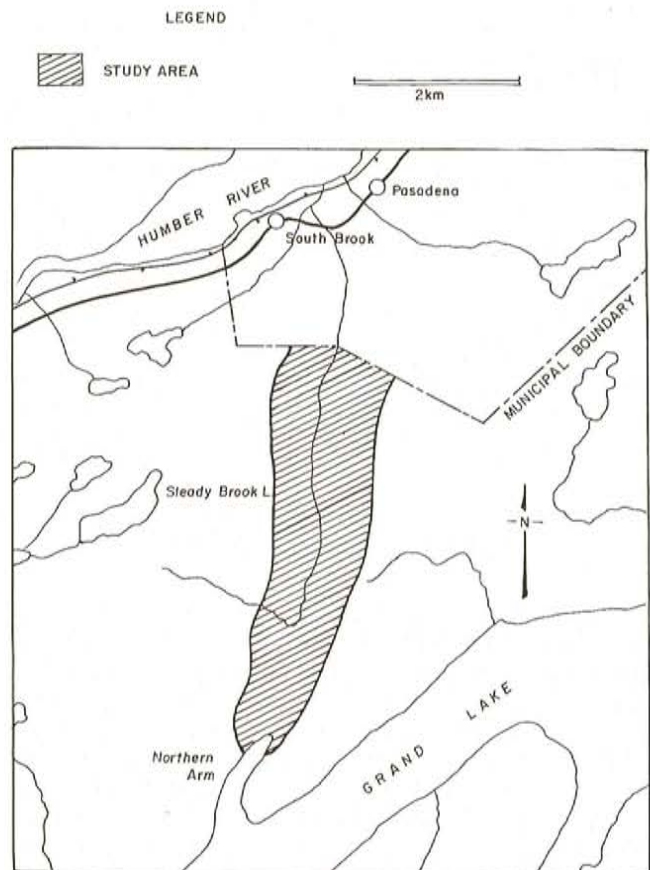 LEGEND
STUDY AREA
2km
Pasadena
HUMBER RIVER
South Brook
MUNICIPAL BOUNDARY
Steady Brook L.
N
GRAND LAKE
Northern
Arm